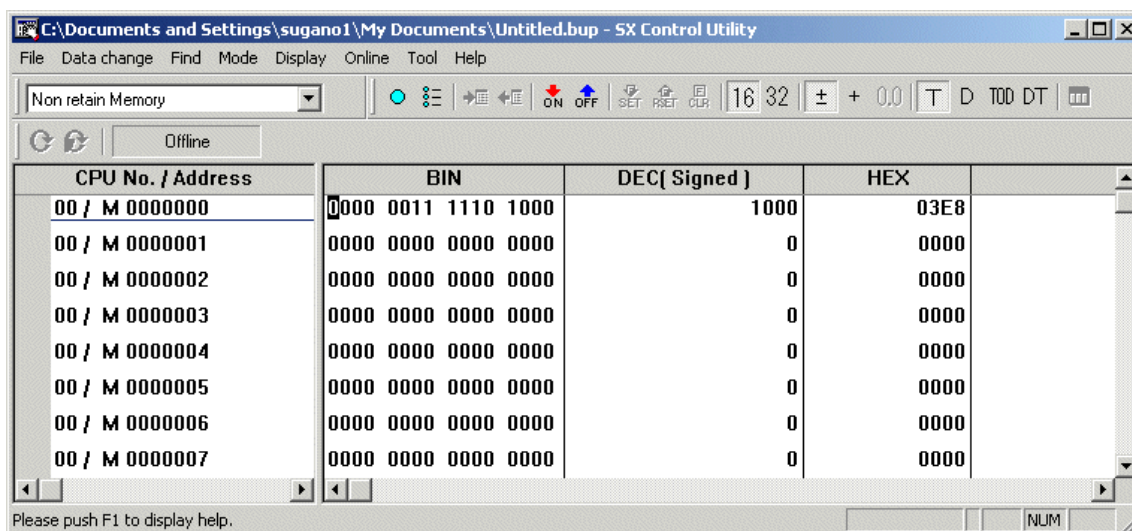 C:\Documents and Settings\sugano1\My Documents\Untitled.bup - SX Control Utility
File Data change Find Mode Display Online Tool Help
Non retain Memory ON OFF SET RSET CLR 16 32 ± + 0.0 T D TOD DT
Offline
CPU No. / Address BIN DEC( Signed ) HEX
00 / M 0000000 0000 0011 1110 1000 1000 03E8
00 / M 0000001 0000 0000 0000 0000 0 0000
00 / M 0000002 0000 0000 0000 0000 0 0000
00 / M 0000003 0000 0000 0000 0000 0 0000
00 / M 0000004 0000 0000 0000 0000 0 0000
00 / M 0000005 0000 0000 0000 0000 0 0000
00 / M 0000006 0000 0000 0000 0000 0 0000
00 / M 0000007 0000 0000 0000 0000 0 0000
Please push F1 to display help. NUM